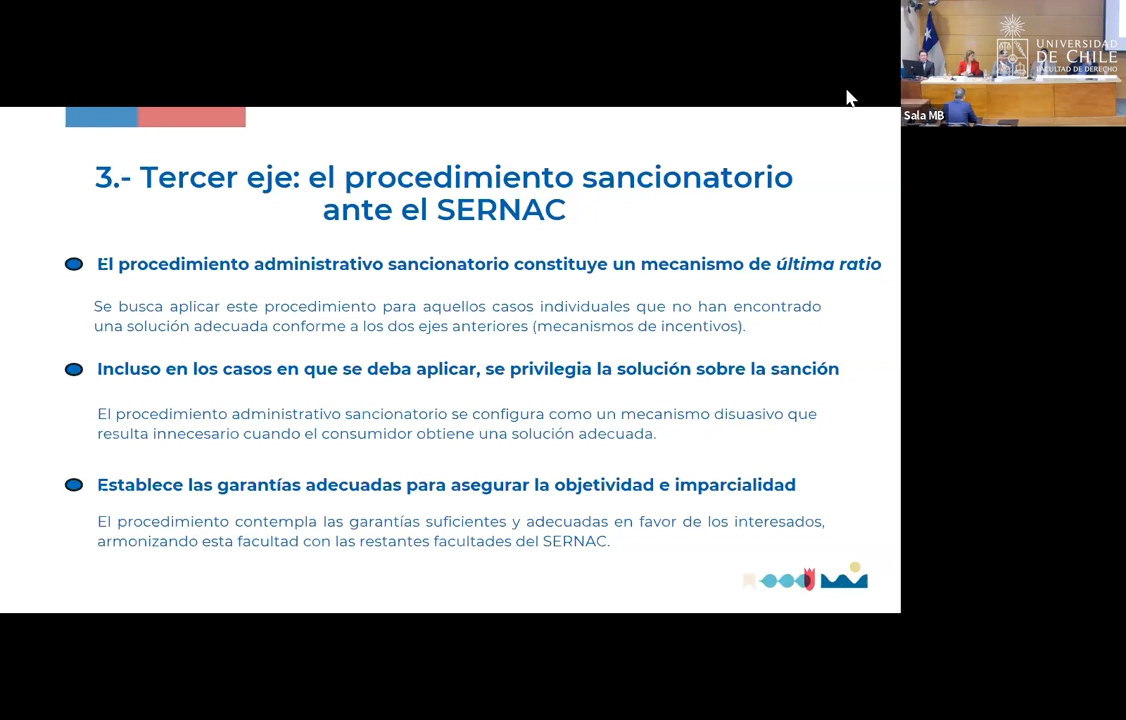 UNIVERSIDAD
DE CHILE
FACULTAD DE DERECHO
Sala MB
3.- Tercer eje: el procedimiento sancionatorio
ante el SERNAC
El procedimiento administrativo sancionatorio constituye un mecanismo de última ratio
Se busca aplicar este procedimiento para aquellos casos individuales que no han encontrado
una solución adecuada conforme a los dos ejes anteriores (mecanismos de incentivos).
Incluso en los casos en que se deba aplicar, se privilegia la solución sobre la sanción
El procedimiento administrativo sancionatorio se configura como un mecanismo disuasivo que
resulta innecesario cuando el consumidor obtiene una solución adecuada.
Establece las garantías adecuadas para asegurar la objetividad e imparcialidad
El procedimiento contempla las garantías suficientes y adecuadas en favor de los interesados,
armonizando esta facultad con las restantes facultades del SERNAC.